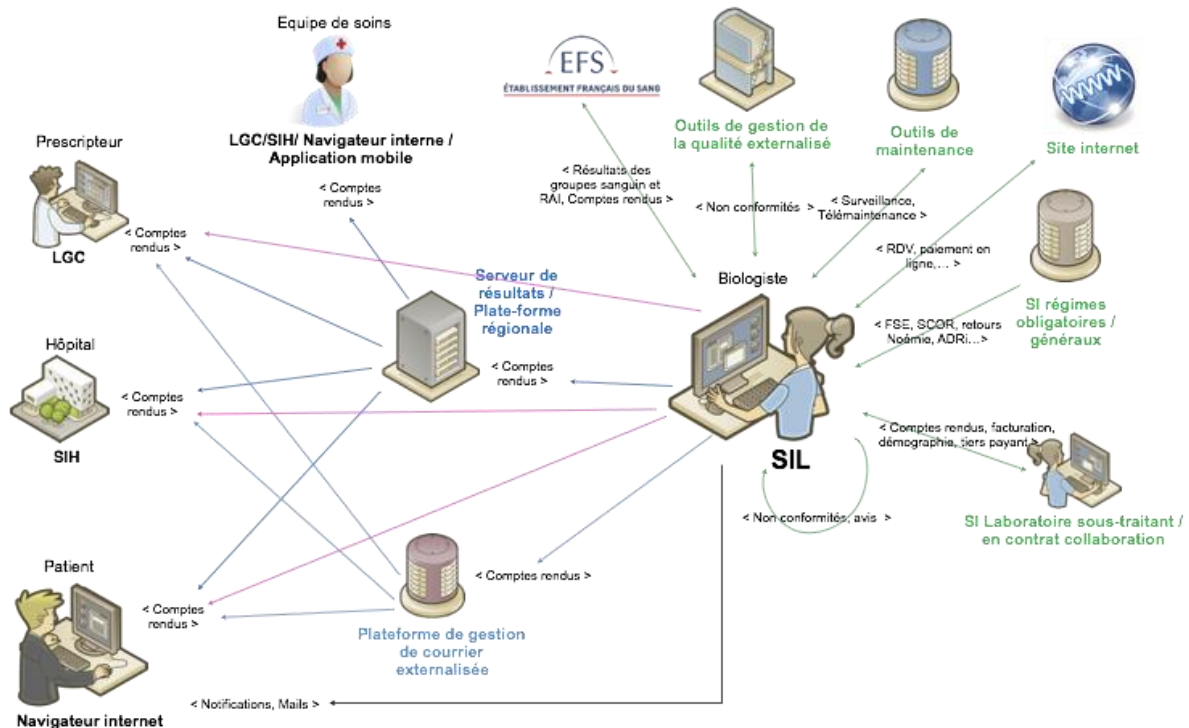 Equipe de soins
LGC/SIH/ Navigateur interne /
Application mobile
< Comptes
rendus >
EFS
ÉTABLISSEMENT FRANÇAIS DU SANG
< Résultats des
groupes sanguin et
RAI, Comptes rendus >
Outils de gestion de
la qualité externalisé
< Non conformités >
Outils de
maintenance
< Surveillance,
Télémaintenance >
WWW
Site internet
< RDV, paiement en
ligne,... >
Prescripteur
LGC
< Comptes
rendus >
Serveur de
résultats /
Plate-forme
régionale
< Comptes
rendus >
Biologiste
SIL
SI régimes
obligatoires /
généraux
< FSE, SCOR, retours
Noémie, ADRi...>
Hôpital
SIH
< Comptes
rendus >
< Comptes rendus, facturation,
démographie, tiers payant >
SI Laboratoire sous-traitant /
en contrat collaboration
< Non conformités, avis >
Patient
< Comptes
rendus >
Navigateur internet
< Comptes rendus >
Plateforme de gestion
de courrier
externalisée
< Notifications, Mails >